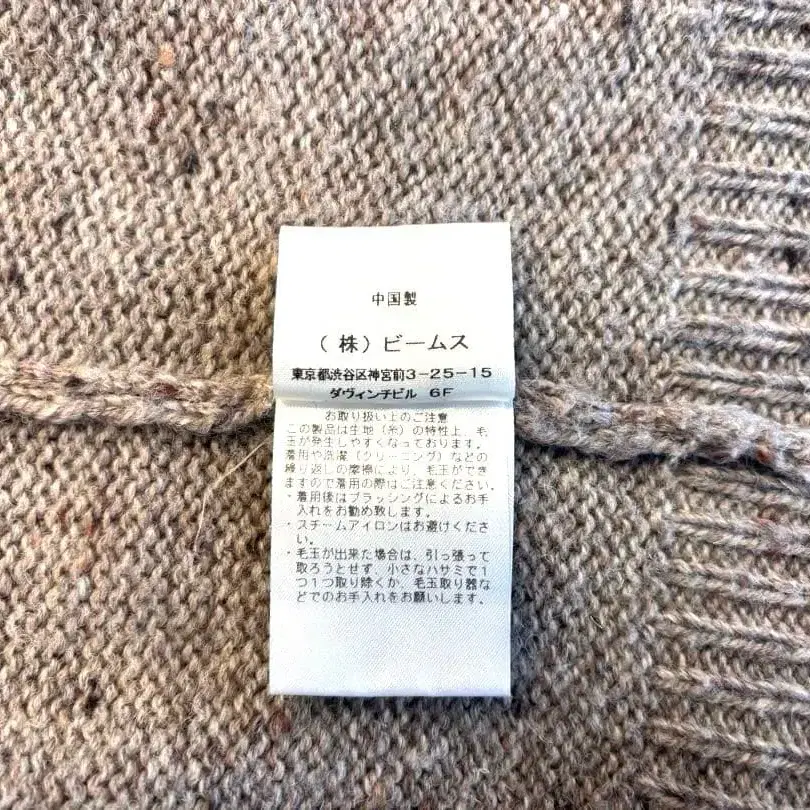 中国製
（株）ビームス
東京都渋谷区神宮前3-25-15
ダヴィンチビル 6F
お取り扱い上のご注意
この製品は生地（糸）の特性上、毛
玉が発生しやすくなっております。
着用や洗濯（クリーニング）などの
繰り返しの摩擦により、毛玉ができ
ますので着用の際はご注意ください。
・着用後はブラッシングによるお手
入れをお勧め致します。
・スチームアイロンはお避けくださ
い。
・毛玉が出来た場合は、引っ張って
取ろうとせず、小さなハサミで1
つ1つ取り除くか、毛玉取り器な
どでのお手入れをお願いします。